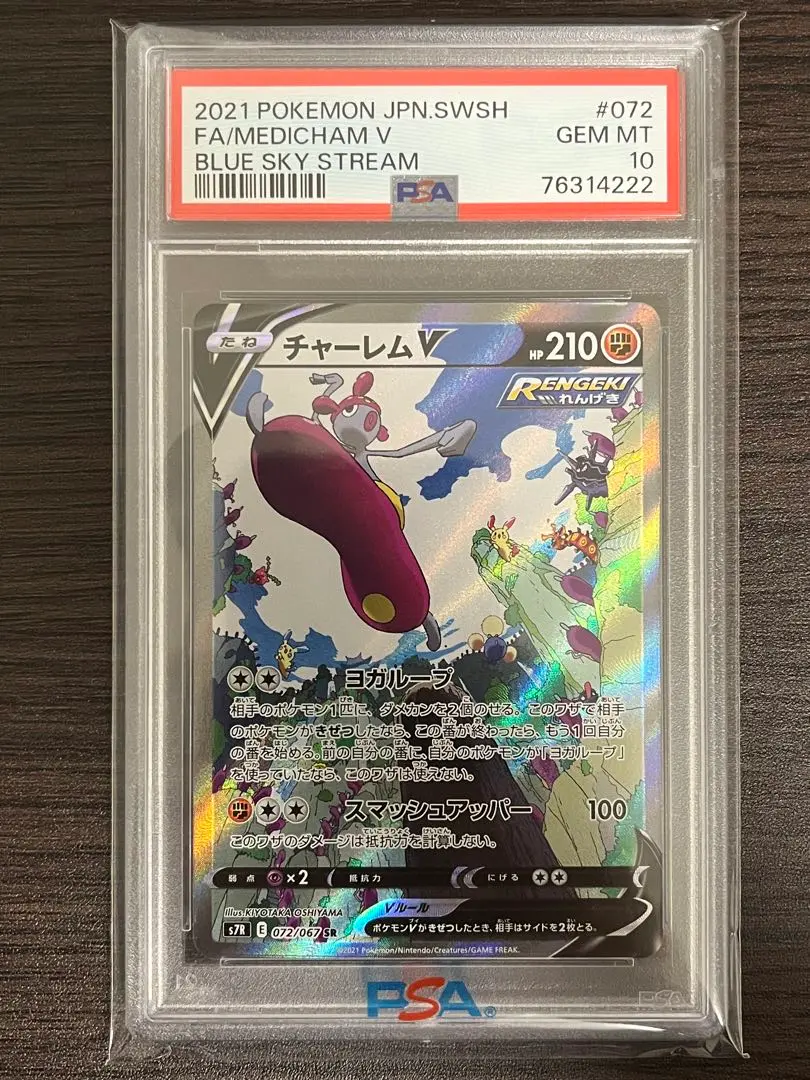 2021 POKEMON JPN.SWSH #072
FA/MEDICHAM V GEM MT
BLUE SKY STREAM 10
PSA 76314222
たね チャーレムV HP 210
RENGEKI
れんげき
ヨガループ
相手のポケモン1匹に、ダメカンを2個のせる。このワザで相手
のポケモンがきぜつしたなら、この番が終わったら、もう1回自分
の番を始める。前の自分の番に、自分のポケモンが「ヨガループ」
を使っていたなら、このワザは使えない。
スマッシュアッパー 100
このワザのダメージは抵抗力を計算しない。
弱点 ×2 抵抗力 にげる
Illus.KIYOTAKA OSHIYAMA
Vルール
s7R E 072/067 SR ポケモンVがきぜつしたとき、相手はサイドを2枚とる。
©2021 Pokémon/Nintendo/Creatures/GAME FREAK.
PSA
PSA